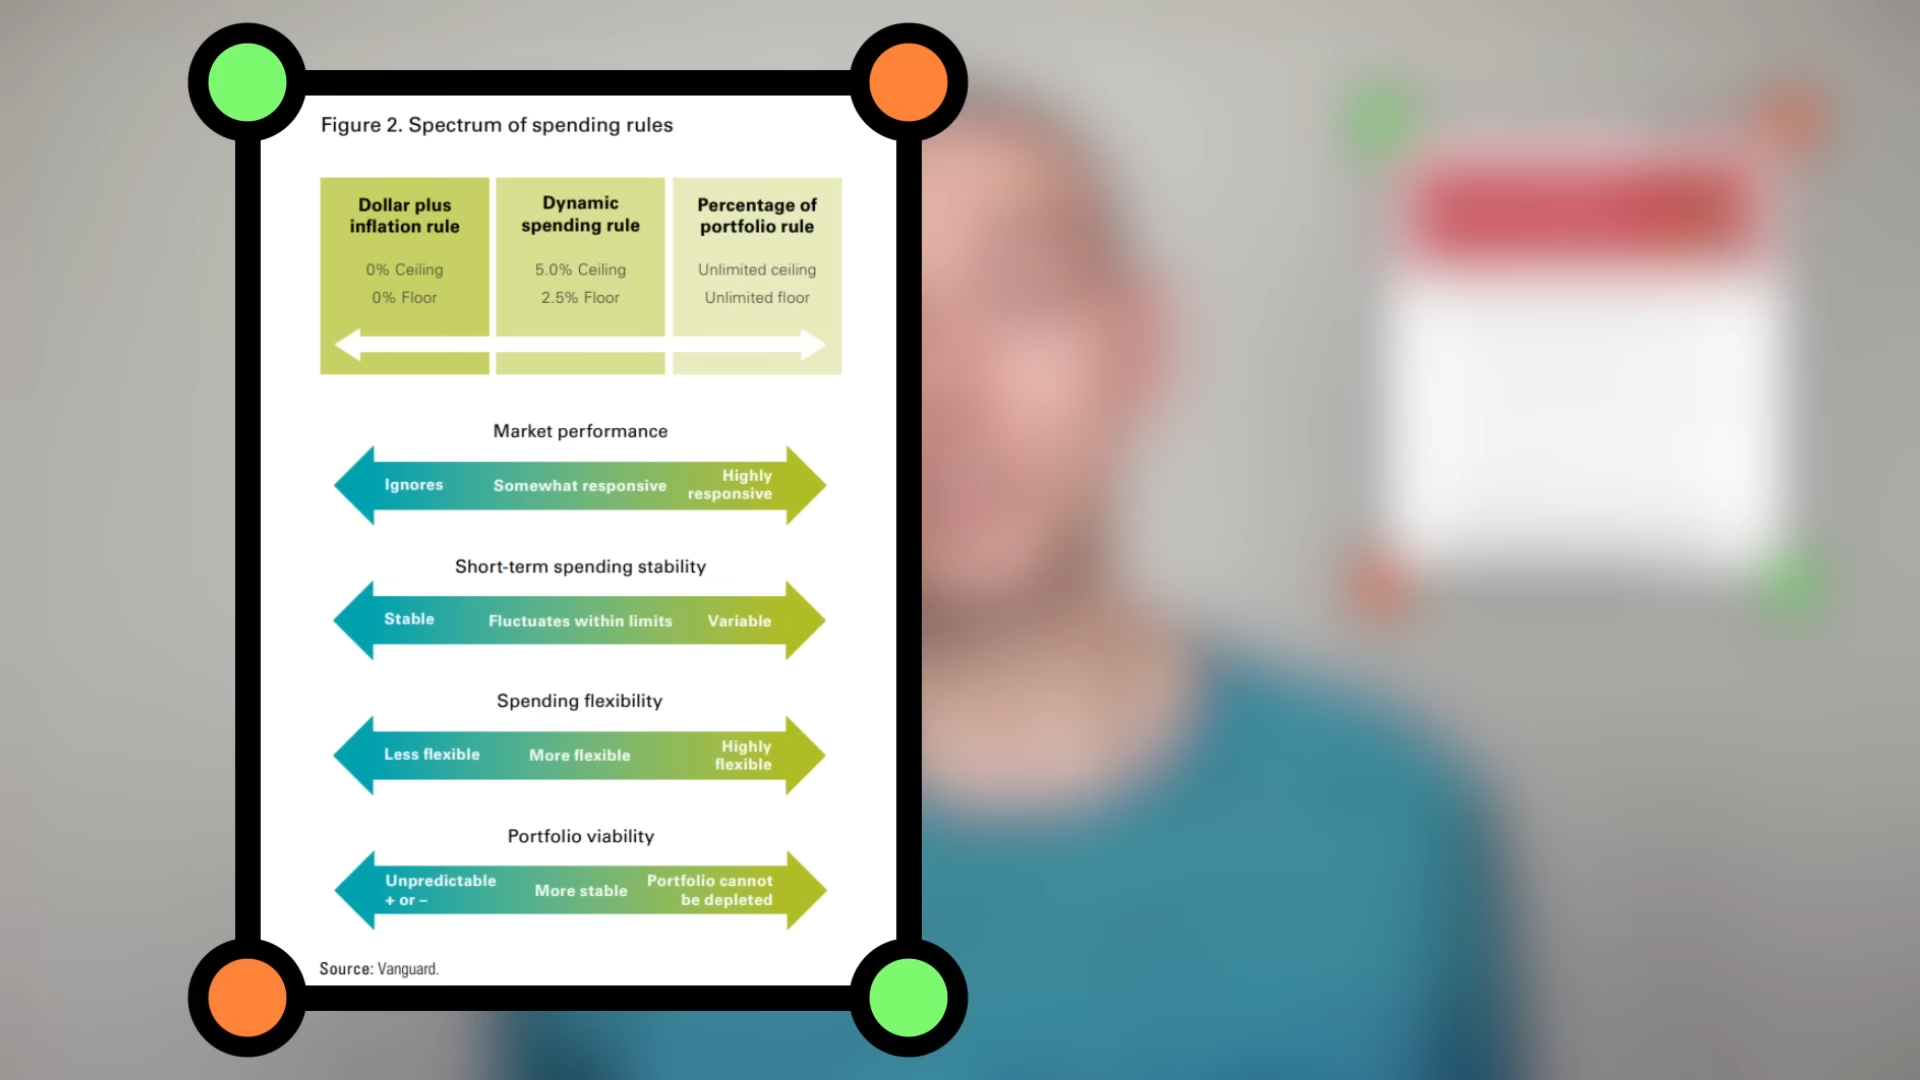 Figure 2. Spectrum of spending rules
Dollar plus
inflation rule
0% Ceiling
0% Floor
Dynamic
spending rule
5.0% Ceiling
2.5% Floor
Percentage of
portfolio rule
Unlimited ceiling
Unlimited floor
Market performance
Ignores
Somewhat responsive
Highly
responsive
Short-term spending stability
Stable
Fluctuates within limits
Variable
Spending flexibility
Less flexible
More flexible
Highly
flexible
Portfolio viability
Unpredictable
+ or –
More stable
Portfolio cannot
be depleted
Source: Vanguard.